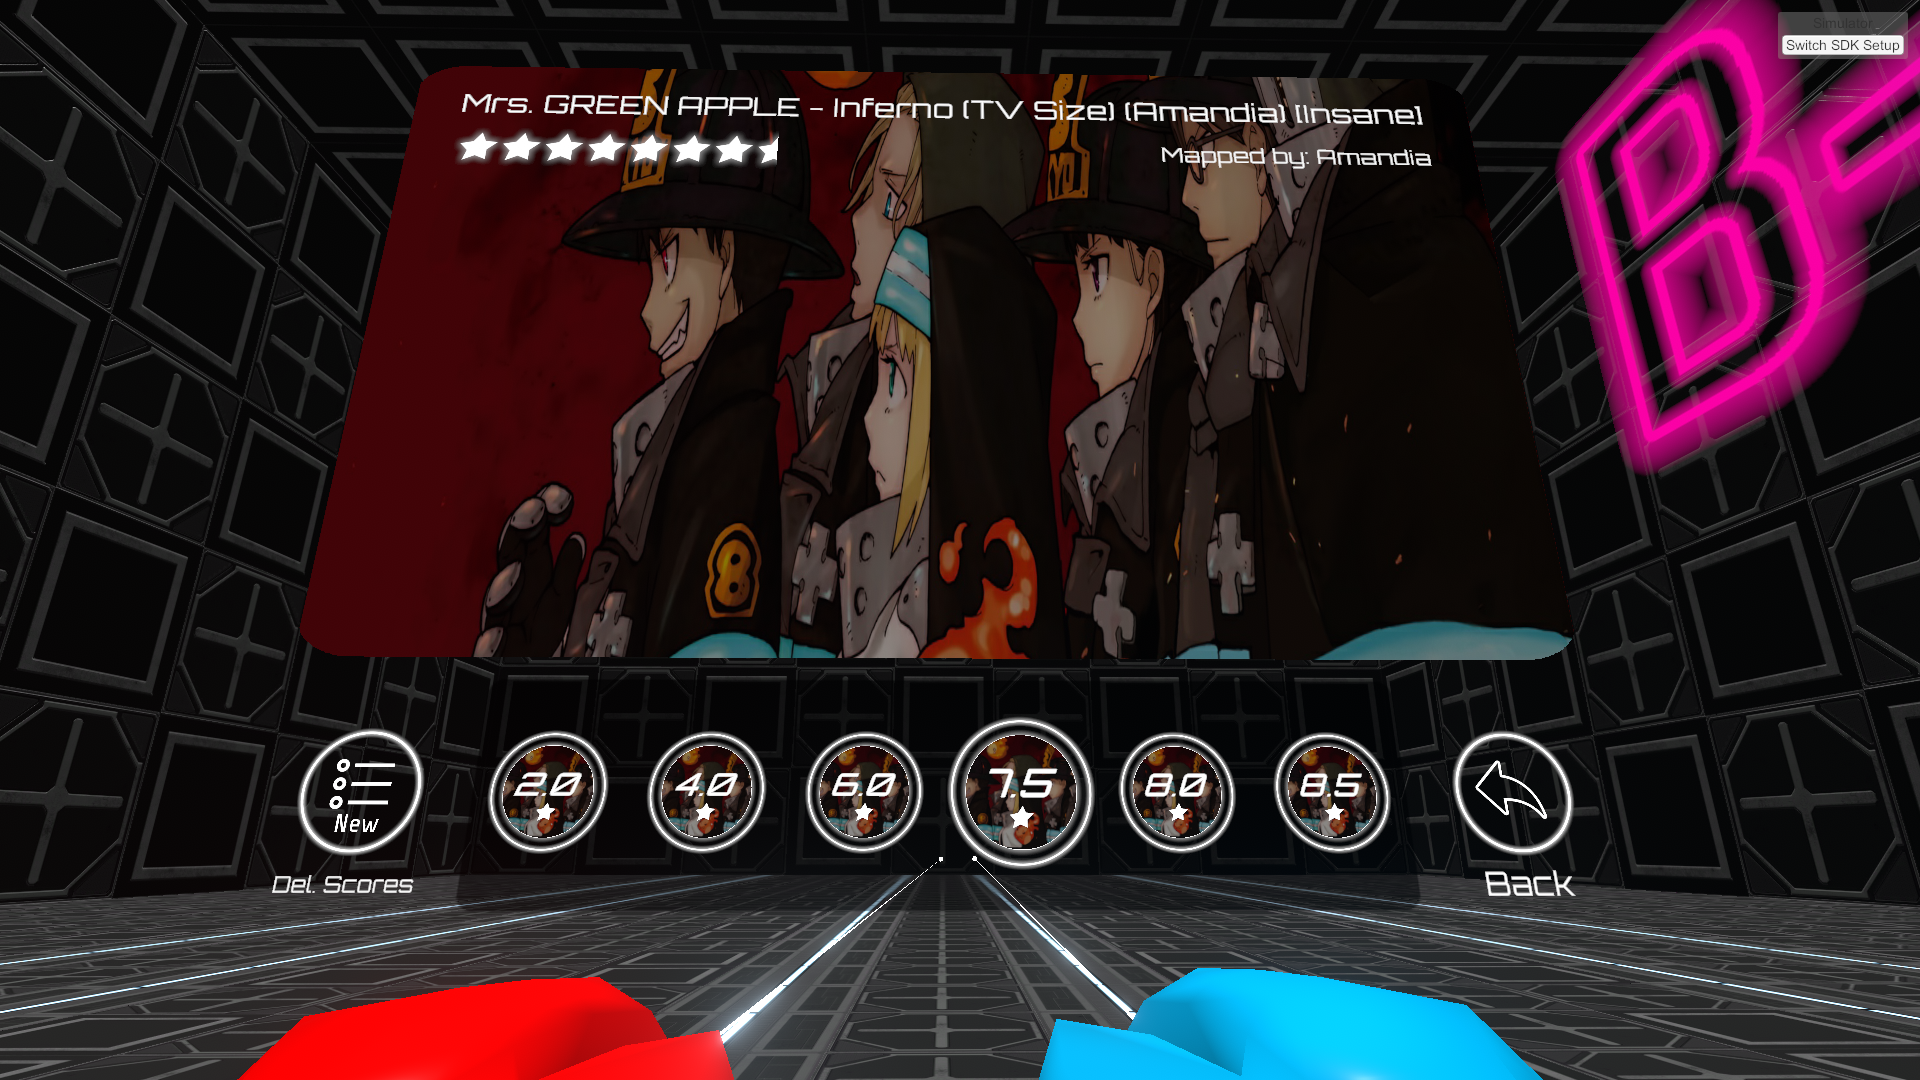 Simulator
Switch SDK Setup
Mrs. GREEN APPLE - Inferno (TV Size) (Amandia) [Insane]
Mapped by: Amandia
B
8
New
2.0
4.0
6.0
7.5
8.0
8.5
Del. Scores
Back